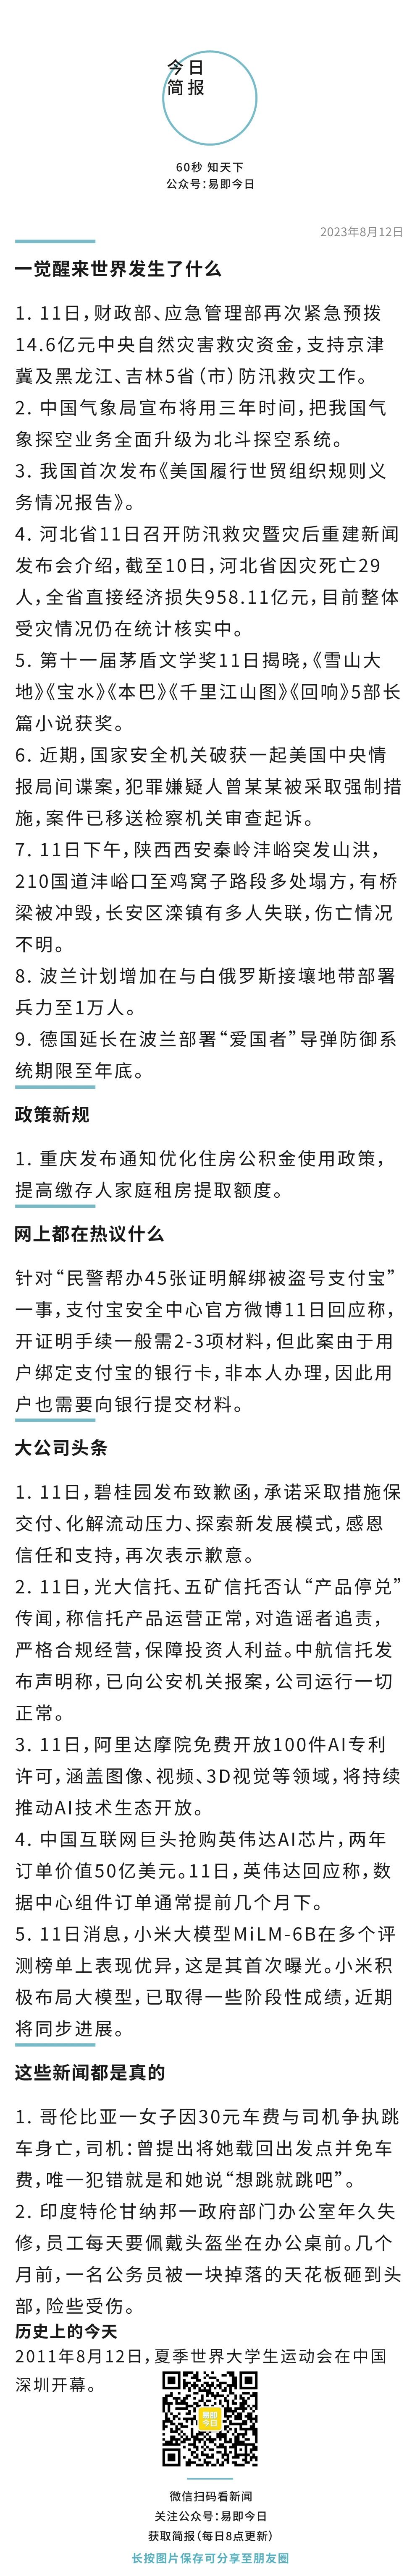 今日
简报
60秒 知天下
公众号：易即今日
2023年8月12日
一觉醒来世界发生了什么
1. 11日，财政部、应急管理部再次紧急预拨
14.6亿元中央自然灾害救灾资金，支持京津
冀及黑龙江、吉林5省（市）防汛救灾工作。
2. 中国气象局宣布将用三年时间，把我国气
象探空业务全面升级为北斗探空系统。
3. 我国首次发布《美国履行世贸组织规则义
务情况报告》。
4. 河北省11日召开防汛救灾暨灾后重建新闻
发布会介绍，截至10日，河北省因灾死亡29
人，全省直接经济损失958.11亿元，目前整体
受灾情况仍在统计核实中。
5. 第十一届茅盾文学奖11日揭晓，《雪山大
地》《宝水》《本巴》《千里江山图》《回响》5部长
篇小说获奖。
6. 近期，国家安全机关破获一起美国中央情
报局间谍案，犯罪嫌疑人曾某某被采取强制措
施，案件已移送检察机关审查起诉。
7. 11日下午，陕西西安秦岭沣峪突发山洪，
210国道沣峪口至鸡窝子路段多处塌方，有桥
梁被冲毁，长安区滦镇有多人失联，伤亡情况
不明。
8. 波兰计划增加在与白俄罗斯接壤地带部署
兵力至1万人。
9. 德国延长在波兰部署“爱国者”导弹防御系
统期限至年底。
政策新规
1. 重庆发布通知优化住房公积金使用政策，
提高缴存人家庭租房提取额度。
网上都在热议什么
针对“民警帮办45张证明解绑被盗号支付宝”
一事，支付宝安全中心官方微博11日回应称，
开证明手续一般需2-3项材料，但此案由于用
户绑定支付宝的银行卡，非本人办理，因此用
户也需要向银行提交材料。
大公司头条
1. 11日，碧桂园发布致歉函，承诺采取措施保
交付、化解流动压力、探索新发展模式，感恩
信任和支持，再次表示歉意。
2. 11日，光大信托、五矿信托否认“产品停兑”
传闻，称信托产品运营正常，对造谣者追责，
严格合规经营，保障投资人利益。中航信托发
布声明称，已向公安机关报案，公司运行一切
正常。
3. 11日，阿里达摩院免费开放100件AI专利
许可，涵盖图像、视频、3D视觉等领域，将持续
推动AI技术生态开放。
4. 中国互联网巨头抢购英伟达AI芯片，两年
订单价值50亿美元。11日，英伟达回应称，数
据中心组件订单通常提前几个月下。
5. 11日消息，小米大模型MiLM-6B在多个评
测榜单上表现优异，这是其首次曝光。小米积
极布局大模型，已取得一些阶段性成绩，近期
将同步进展。
这些新闻都是真的
1. 哥伦比亚一女子因30元车费与司机争执跳
车身亡，司机：曾提出将她载回出发点并免车
费，唯一犯错就是和她说“想跳就跳吧”。
2. 印度特伦甘纳邦一政府部门办公室年久失
修，员工每天要佩戴头盔坐在办公桌前。几个
月前，一名公务员被一块掉落的天花板砸到头
部，险些受伤。
历史上的今天
2011年8月12日，夏季世界大学生运动会在中国
深圳开幕。
易即
今日
微信扫码看新闻
关注公众号：易即今日
获取简报（每日8点更新）
长按图片保存可分享至朋友圈